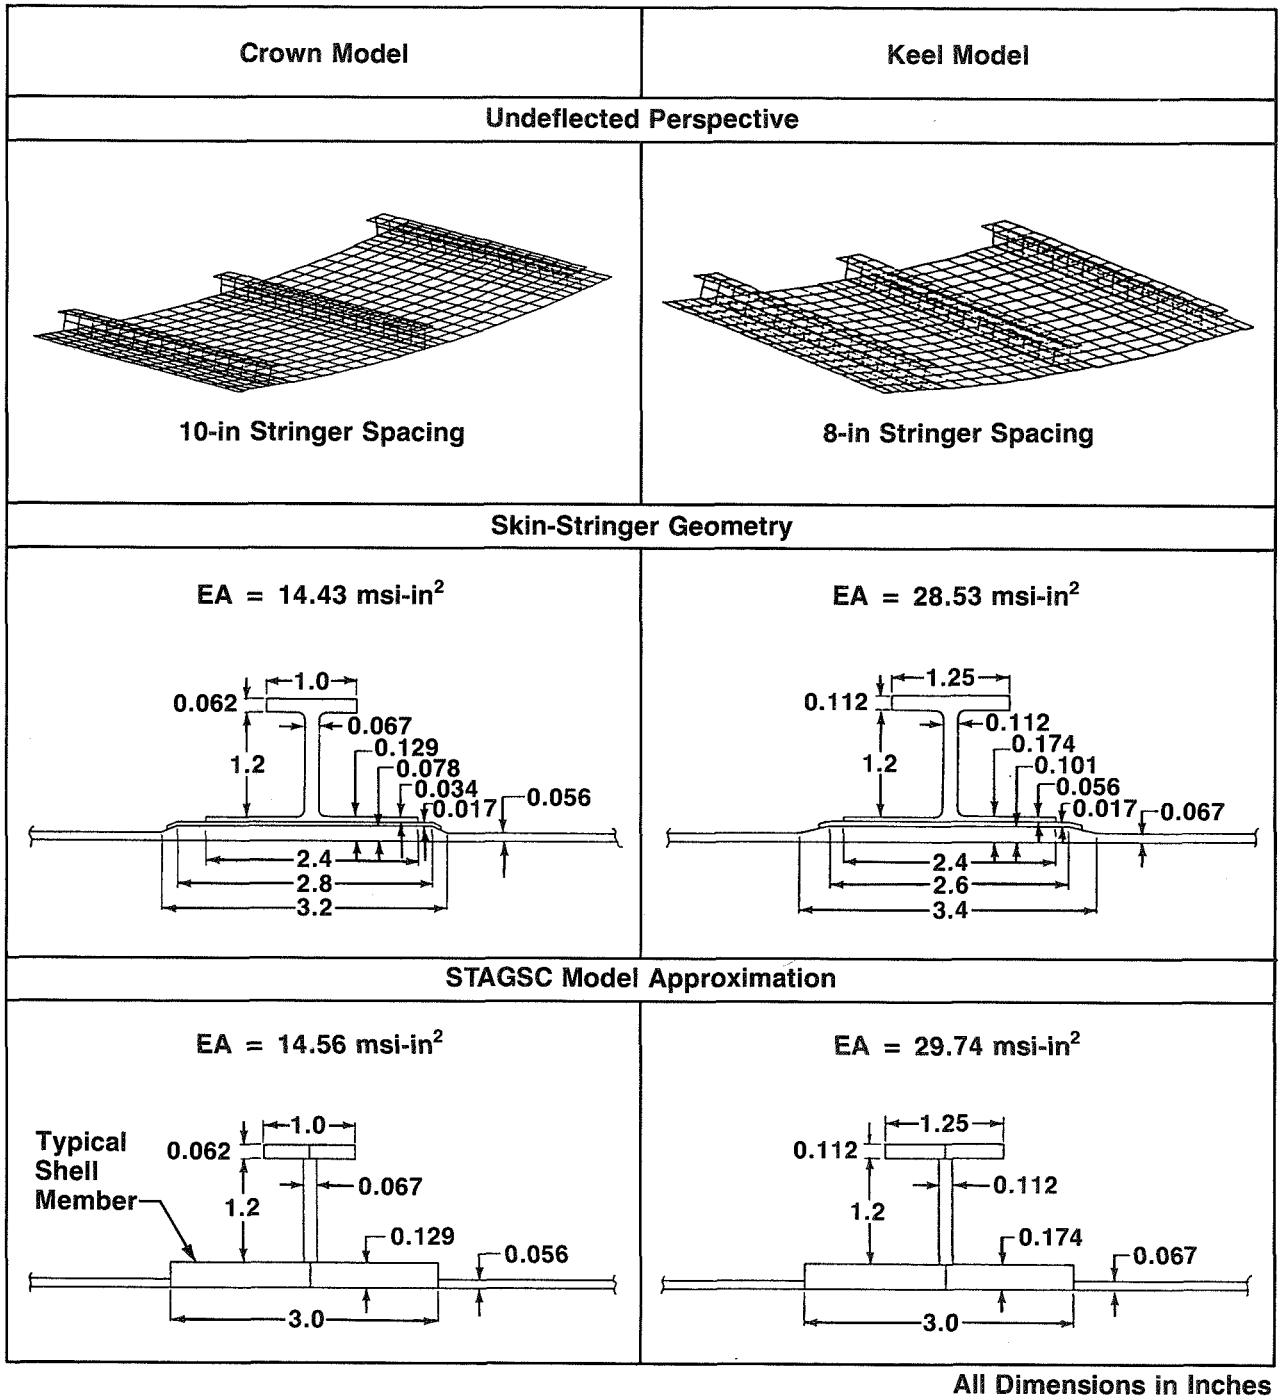 Crown Model
Keel Model
Undeflected Perspective
10-in Stringer Spacing
8-in Stringer Spacing
Skin-Stringer Geometry
EA = 14.43 msi-in²
1.0
0.062
0.067
0.129
1.2
0.078
0.034
0.017
0.056
2.4
2.8
3.2
EA = 28.53 msi-in²
1.25
0.112
0.112
0.174
1.2
0.101
0.056
0.017
0.067
2.4
2.6
3.4
STAGSC Model Approximation
EA = 14.56 msi-in²
1.0
Typical
Shell
Member
0.062
0.067
1.2
0.129
0.056
3.0
EA = 29.74 msi-in²
1.25
0.112
0.112
1.2
0.174
0.067
3.0
All Dimensions in Inches